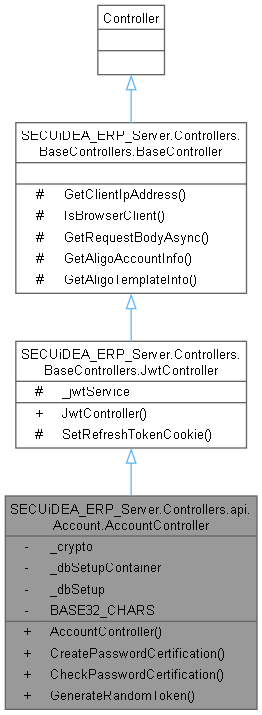 Controller
SECUiDEA_ERP_Server.Controllers.
BaseControllers.BaseController
# GetClientIpAddress()
# IsBrowserClient()
# GetRequestBodyAsync()
# GetAligoAccountInfo()
# GetAligoTemplateInfo()
SECUiDEA_ERP_Server.Controllers.
BaseControllers.JwtController
# _jwtService
+ JwtController()
# SetRefreshTokenCookie()
SECUiDEA_ERP_Server.Controllers.api.
Account.AccountController
- _crypto
- _dbSetupContainer
- _dbSetup
- BASE32_CHARS
+ AccountController()
+ CreatePasswordCertification()
+ CheckPasswordCertification()
+ GenerateRandomToken()